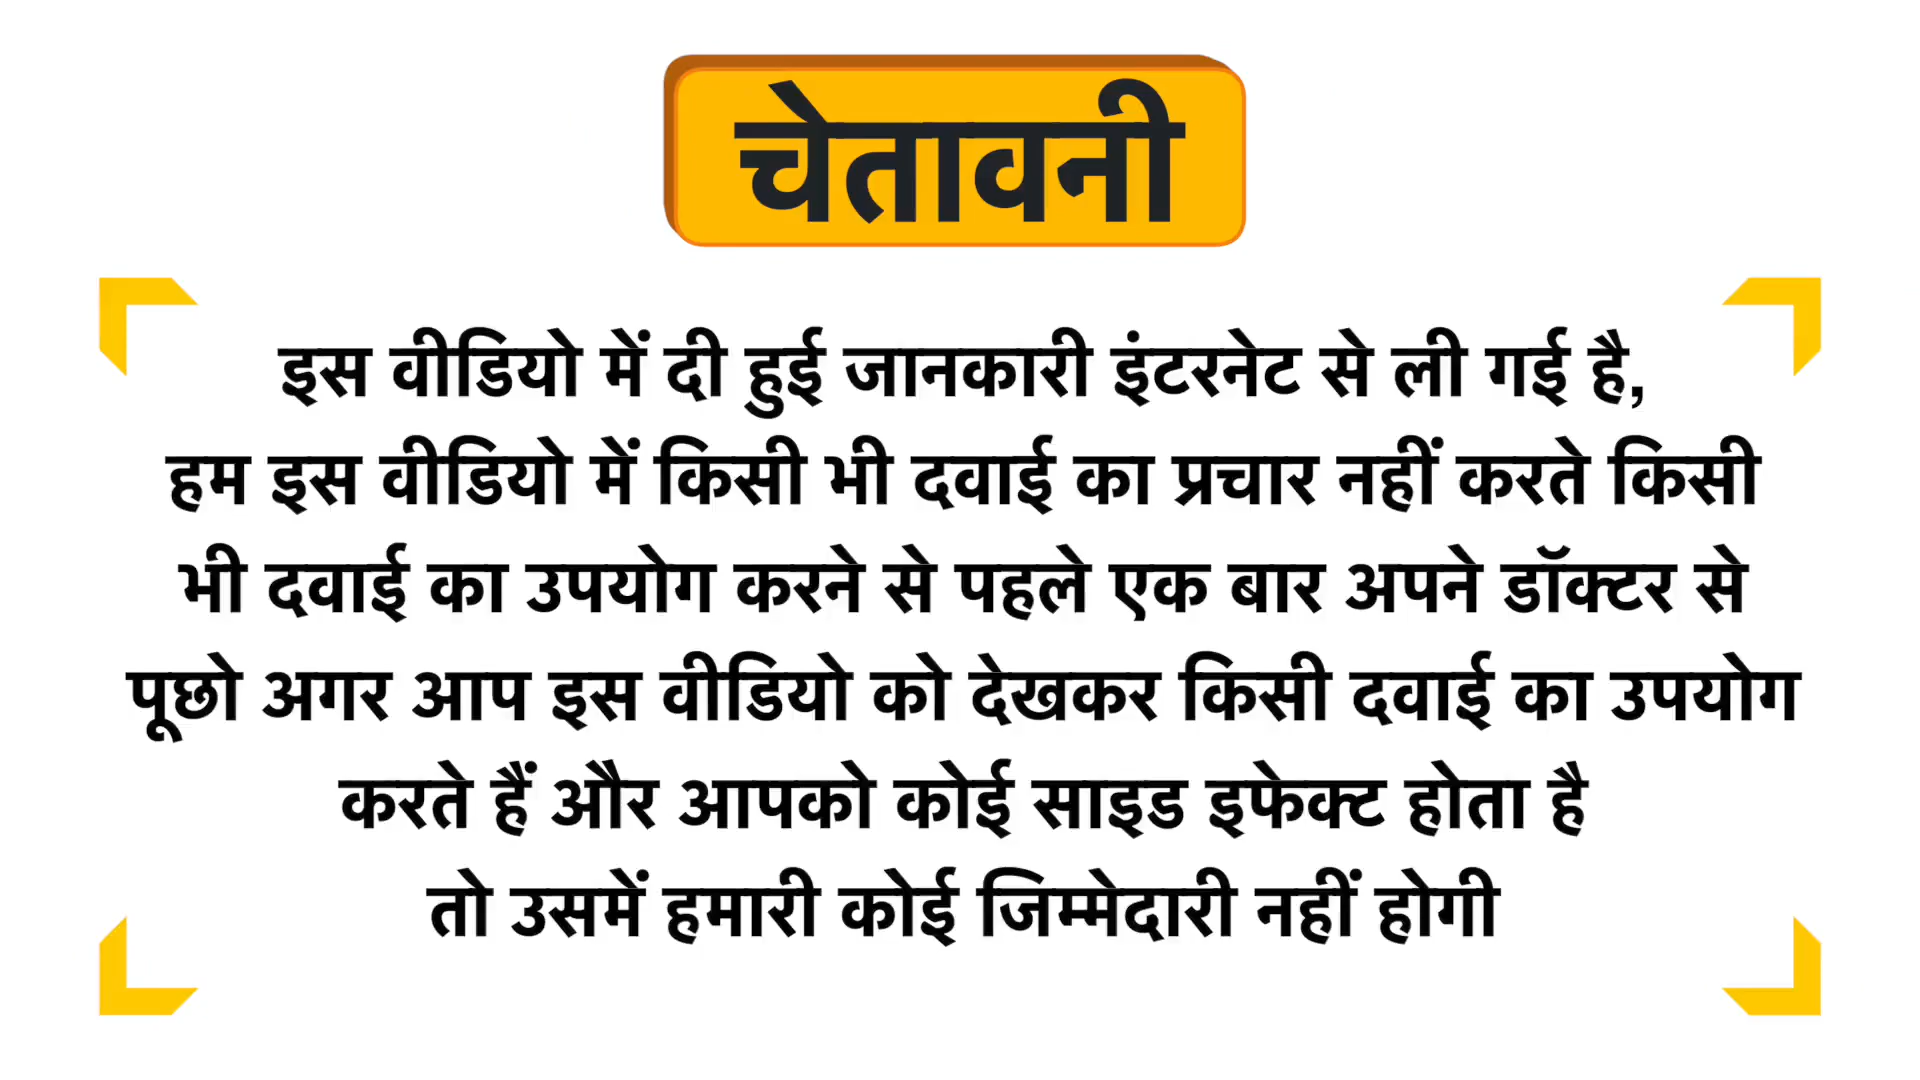 चेतावनी
इस वीडियो में दी हुई जानकारी इंटरनेट से ली गई है,
हम इस वीडियो में किसी भी दवाई का प्रचार नहीं करते किसी
भी दवाई का उपयोग करने से पहले एक बार अपने डॉक्टर से
पूछो अगर आप इस वीडियो को देखकर किसी दवाई का उपयोग
करते हैं और आपको कोई साइड इफेक्ट होता है
तो उसमें हमारी कोई जिम्मेदारी नहीं होगी